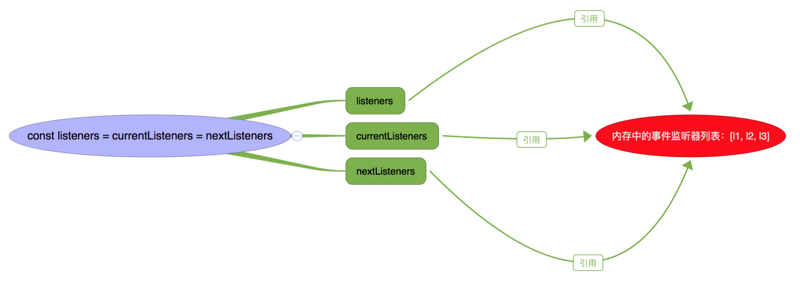 引用
listeners
const listeners = currentListeners = nextListeners
currentListeners
引用
内存中的事件监听器列表：[l1, l2, l3]
nextListeners
引用